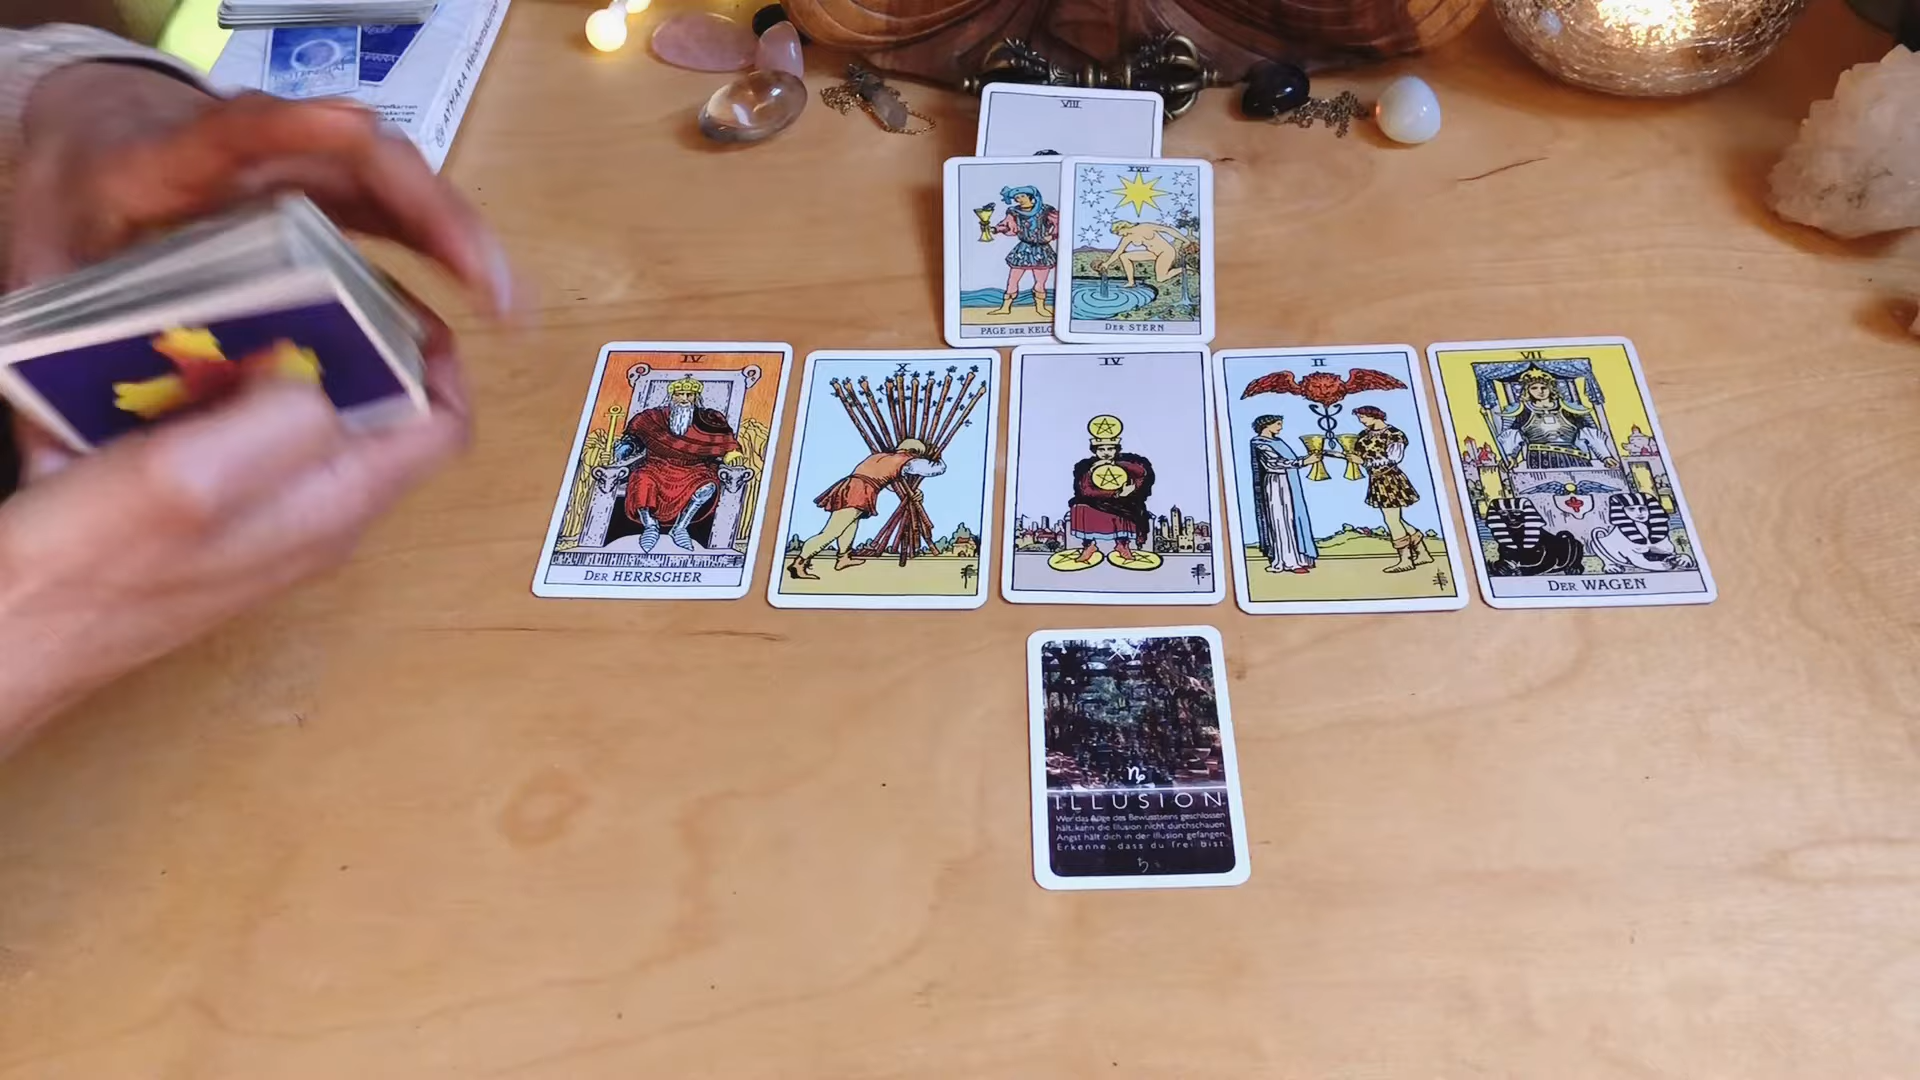 AYMARA
VIII
XVII
PAGE DER KELC
DER STERN
IV
X
IV
II
VII
DER HERRSCHER
DER WAGEN
ILLUSION
Wer das Auge des Bewusstseins geschlossen
hält, kann die Illusion nicht durchschauen.
Angst hält dich in der Illusion gefangen.
Erkenne, dass du frei bist.